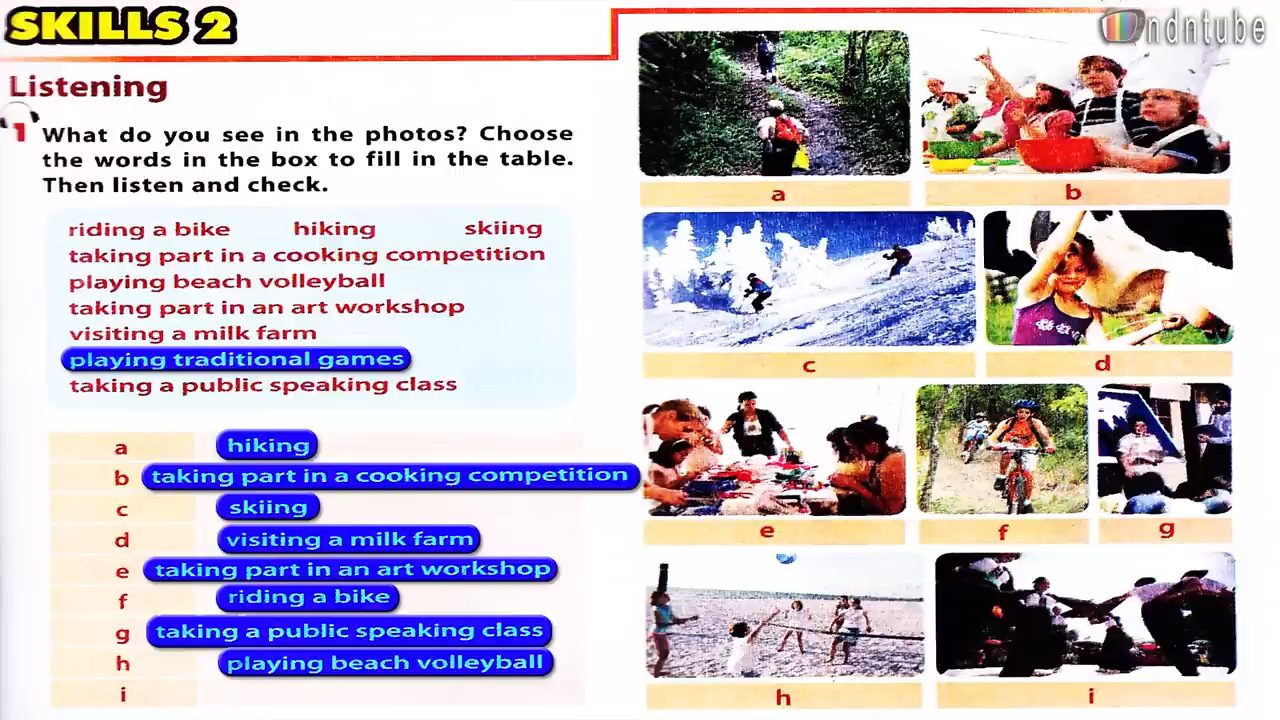 SKILLS 2
ndntube
Listening
1 What do you see in the photos? Choose
the words in the box to fill in the table.
Then listen and check.
riding a bike hiking skiing
taking part in a cooking competition
playing beach volleyball
taking part in an art workshop
visiting a milk farm
playing traditional games
taking a public speaking class
a hiking
b taking part in a cooking competition
c skiing
d visiting a milk farm
e taking part in an art workshop
f riding a bike
g taking a public speaking class
h playing beach volleyball
i
a
b
c
d
e
f
g
h
i